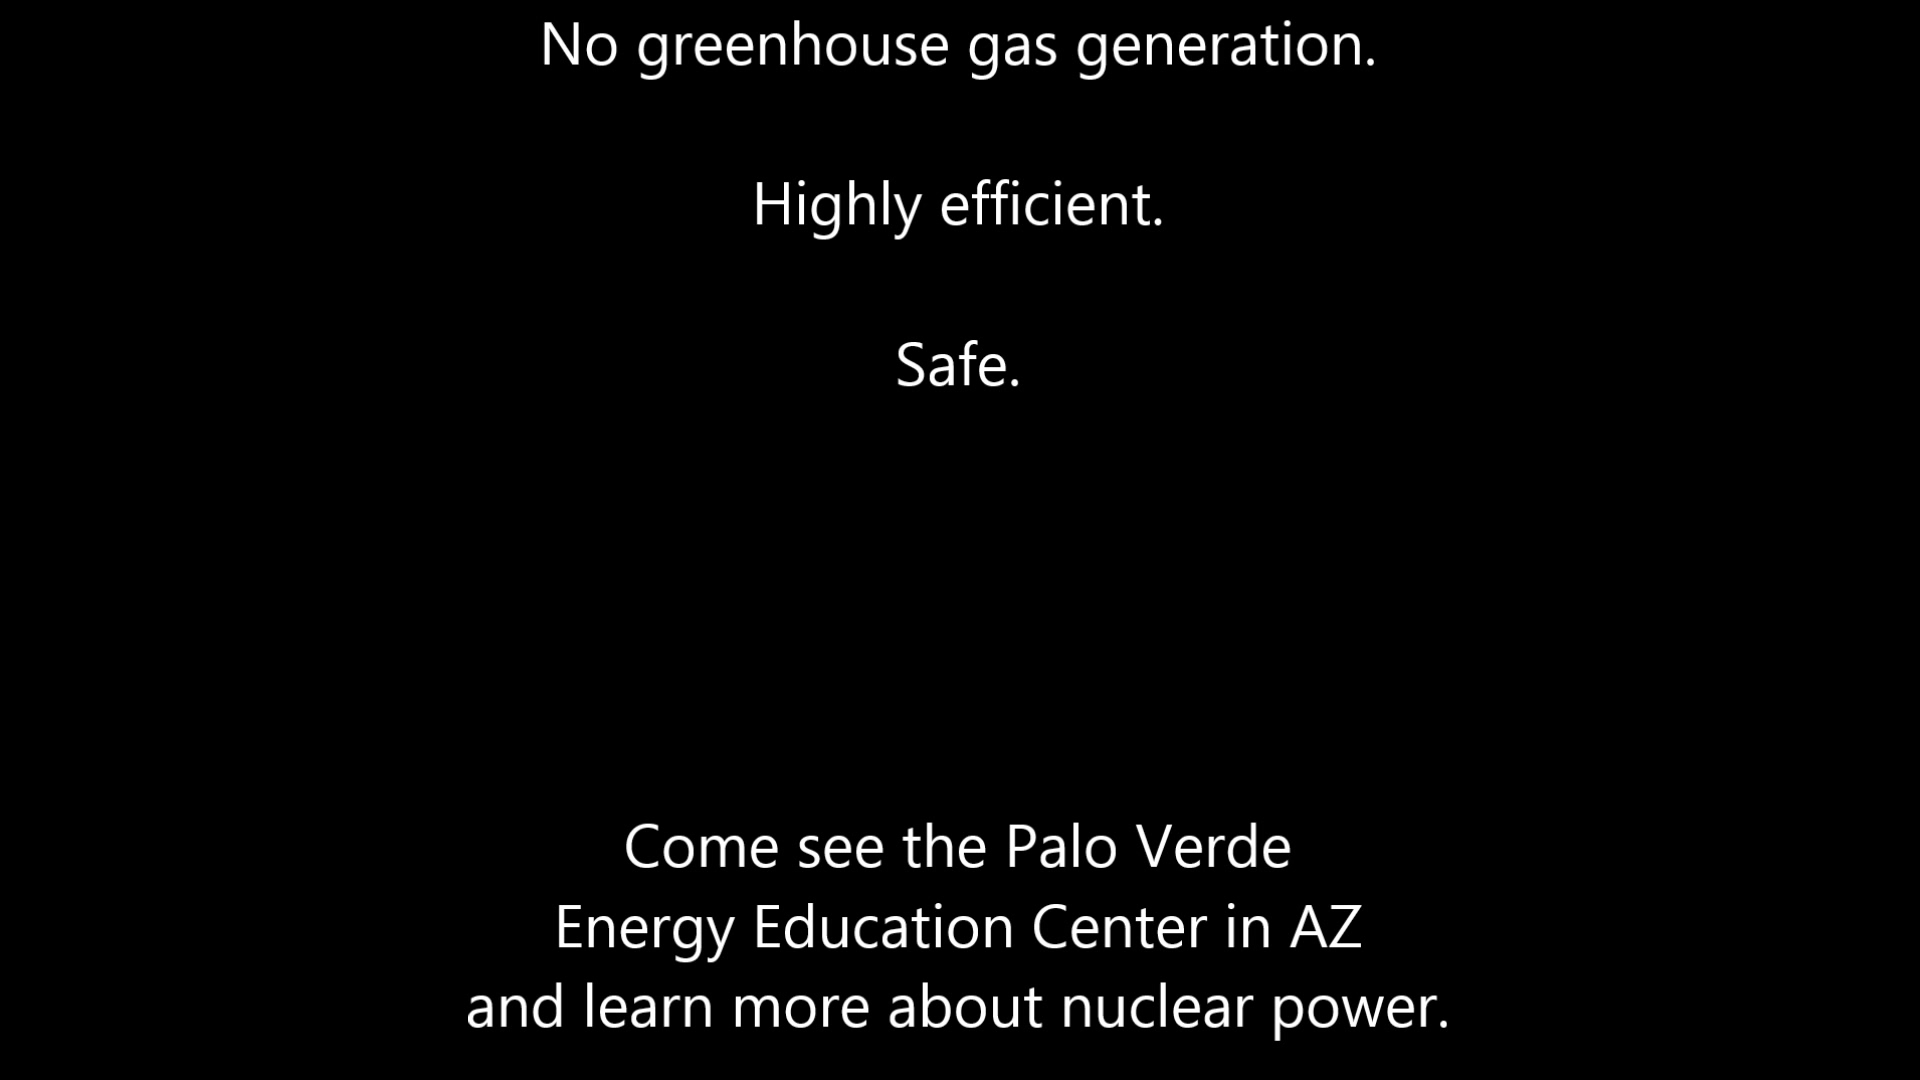 No greenhouse gas generation.
Highly efficient.
Safe.
Come see the Palo Verde
Energy Education Center in AZ
and learn more about nuclear power.